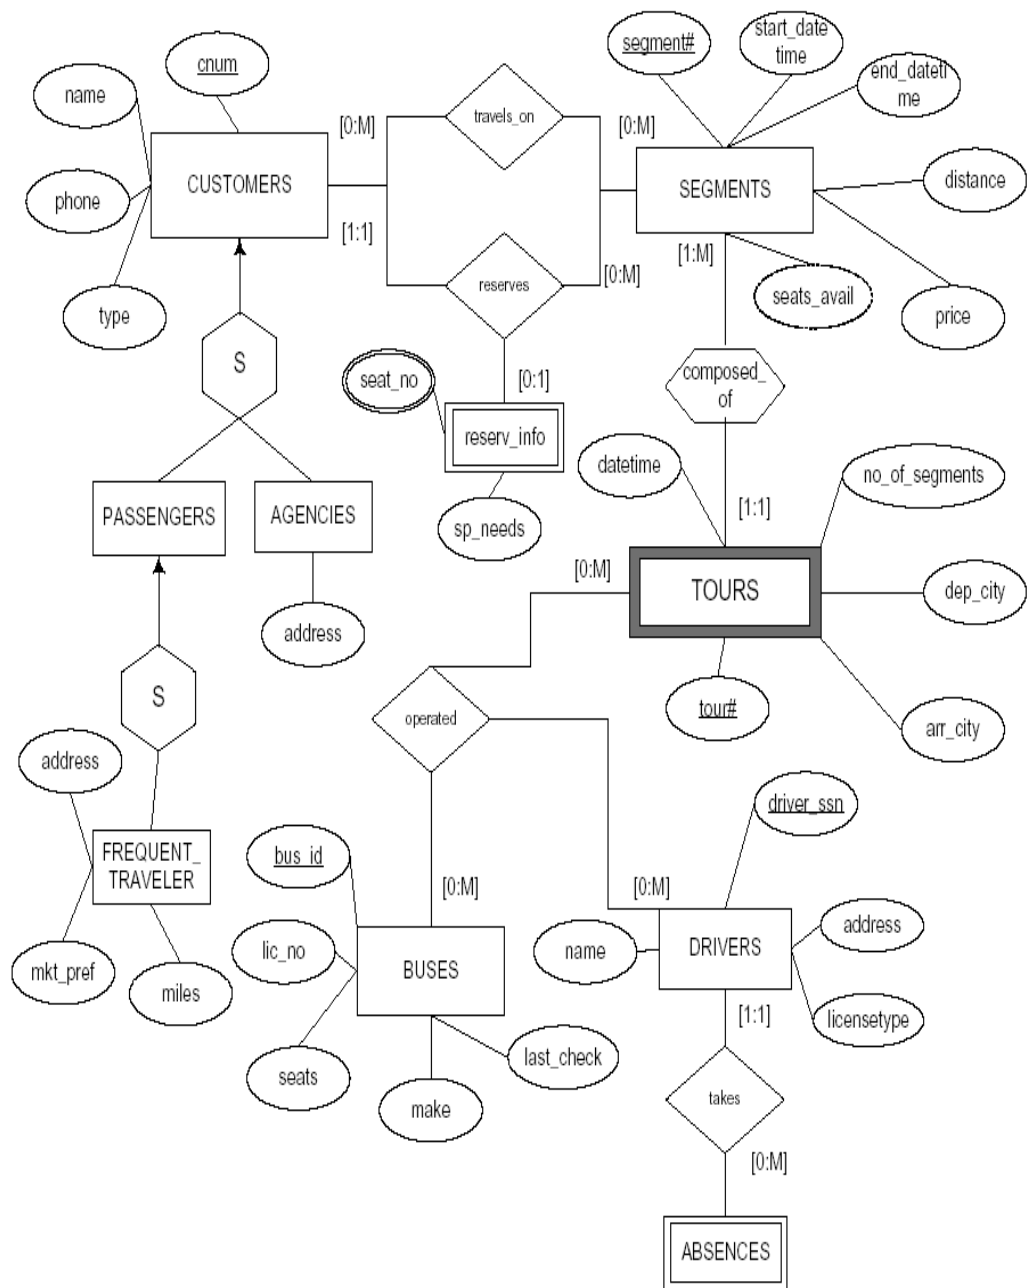 segment#
start_date
time
cnum
end_dateti
me
name
[0:M]
travels_on
[0:M]
CUSTOMERS
SEGMENTS
distance
phone
[1:1]
[1:M]
[0:M]
reserves
seats_avail
type
price
S
seat_no
[0:1]
composed_
of
reserv_info
datetime
no_of_segments
PASSENGERS
AGENCIES
[1:1]
sp_needs
[0:M]
TOURS
dep_city
address
S
tour#
operated
arr_city
address
driver_ssn
FREQUENT_
TRAVELER
bus_id
[0:M]
[0:M]
address
lic_no
name
DRIVERS
mkt_pref
BUSES
miles
[1:1]
licensetype
last_check
seats
make
takes
[0:M]
ABSENCES